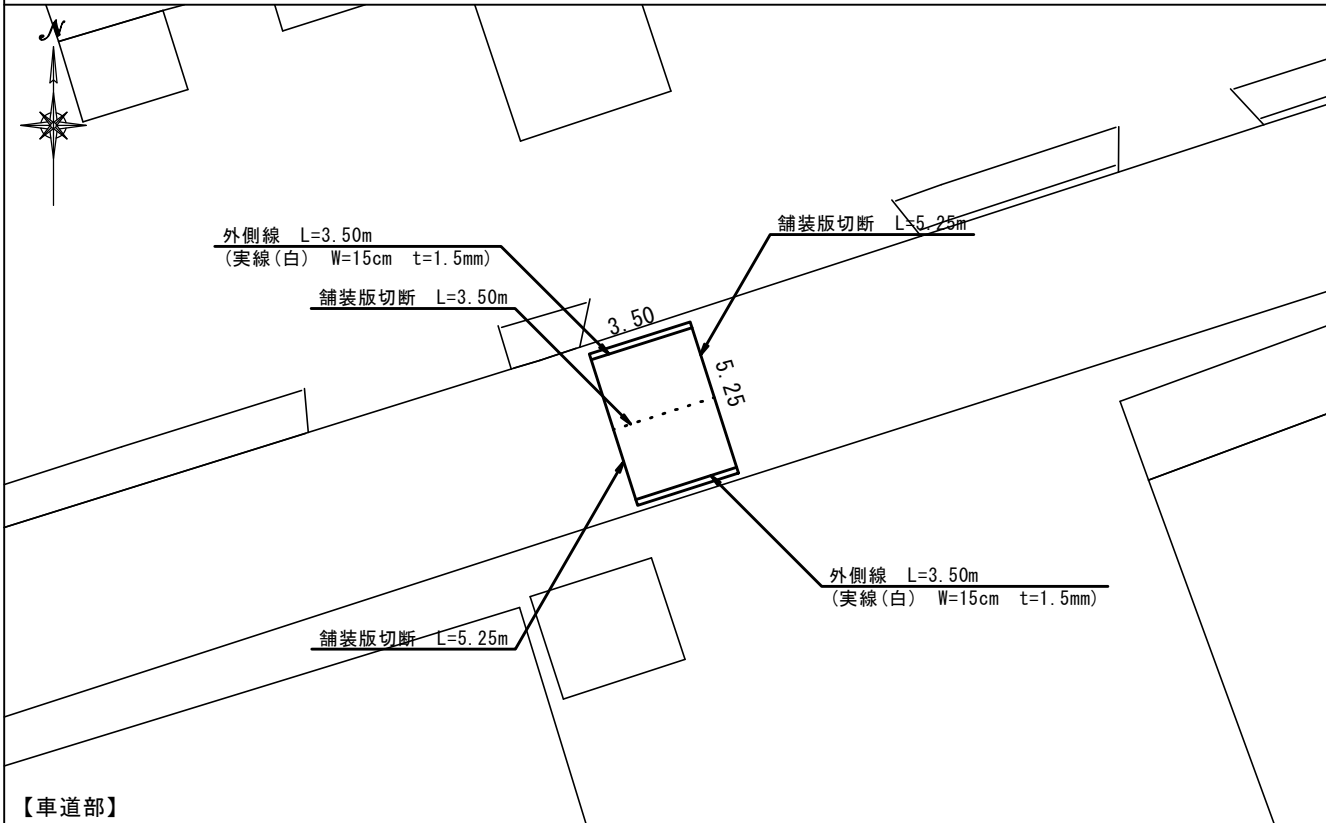 N
舗装版切断 L=5.25m
外側線 L=3.50m
(実線(白) W=15cm t=1.5mm)
舗装版切断 L=3.50m
3.50
5.25
外側線 L=3.50m
(実線(白) W=15cm t=1.5mm)
舗装版切断 L=5.25m
【車道部】